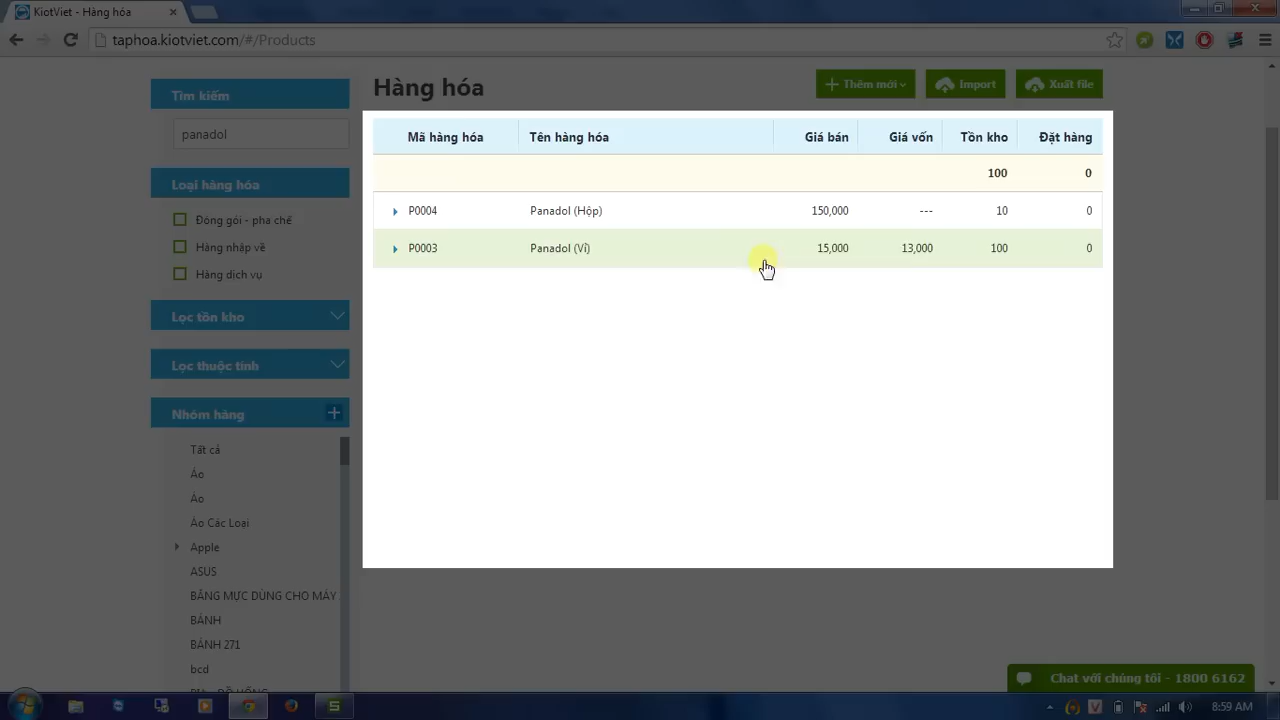 KiotViet - Hàng hóa
taphoa.kiotviet.com/#/Products
Tìm kiếm
panadol
Loại hàng hóa
Đóng gói - pha chế
Hàng nhập về
Hàng dịch vụ
Lọc tồn kho
Lọc thuộc tính
Nhóm hàng
Tất cả
Áo
Áo
Áo Các Loại
Apple
ASUS
BĂNG MỰC DÙNG CHO MÁY
BÁNH
BÁNH 271
bcd
Hàng hóa
Thêm mới
Import
Xuất file
Mã hàng hóa Tên hàng hóa Giá bán Giá vốn Tồn kho Đặt hàng
100 0
P0004 Panadol (Hộp) 150,000 --- 10 0
P0003 Panadol (Vỉ) 15,000 13,000 100 0
Chat với chúng tôi - 1800 6162
8:59 AM